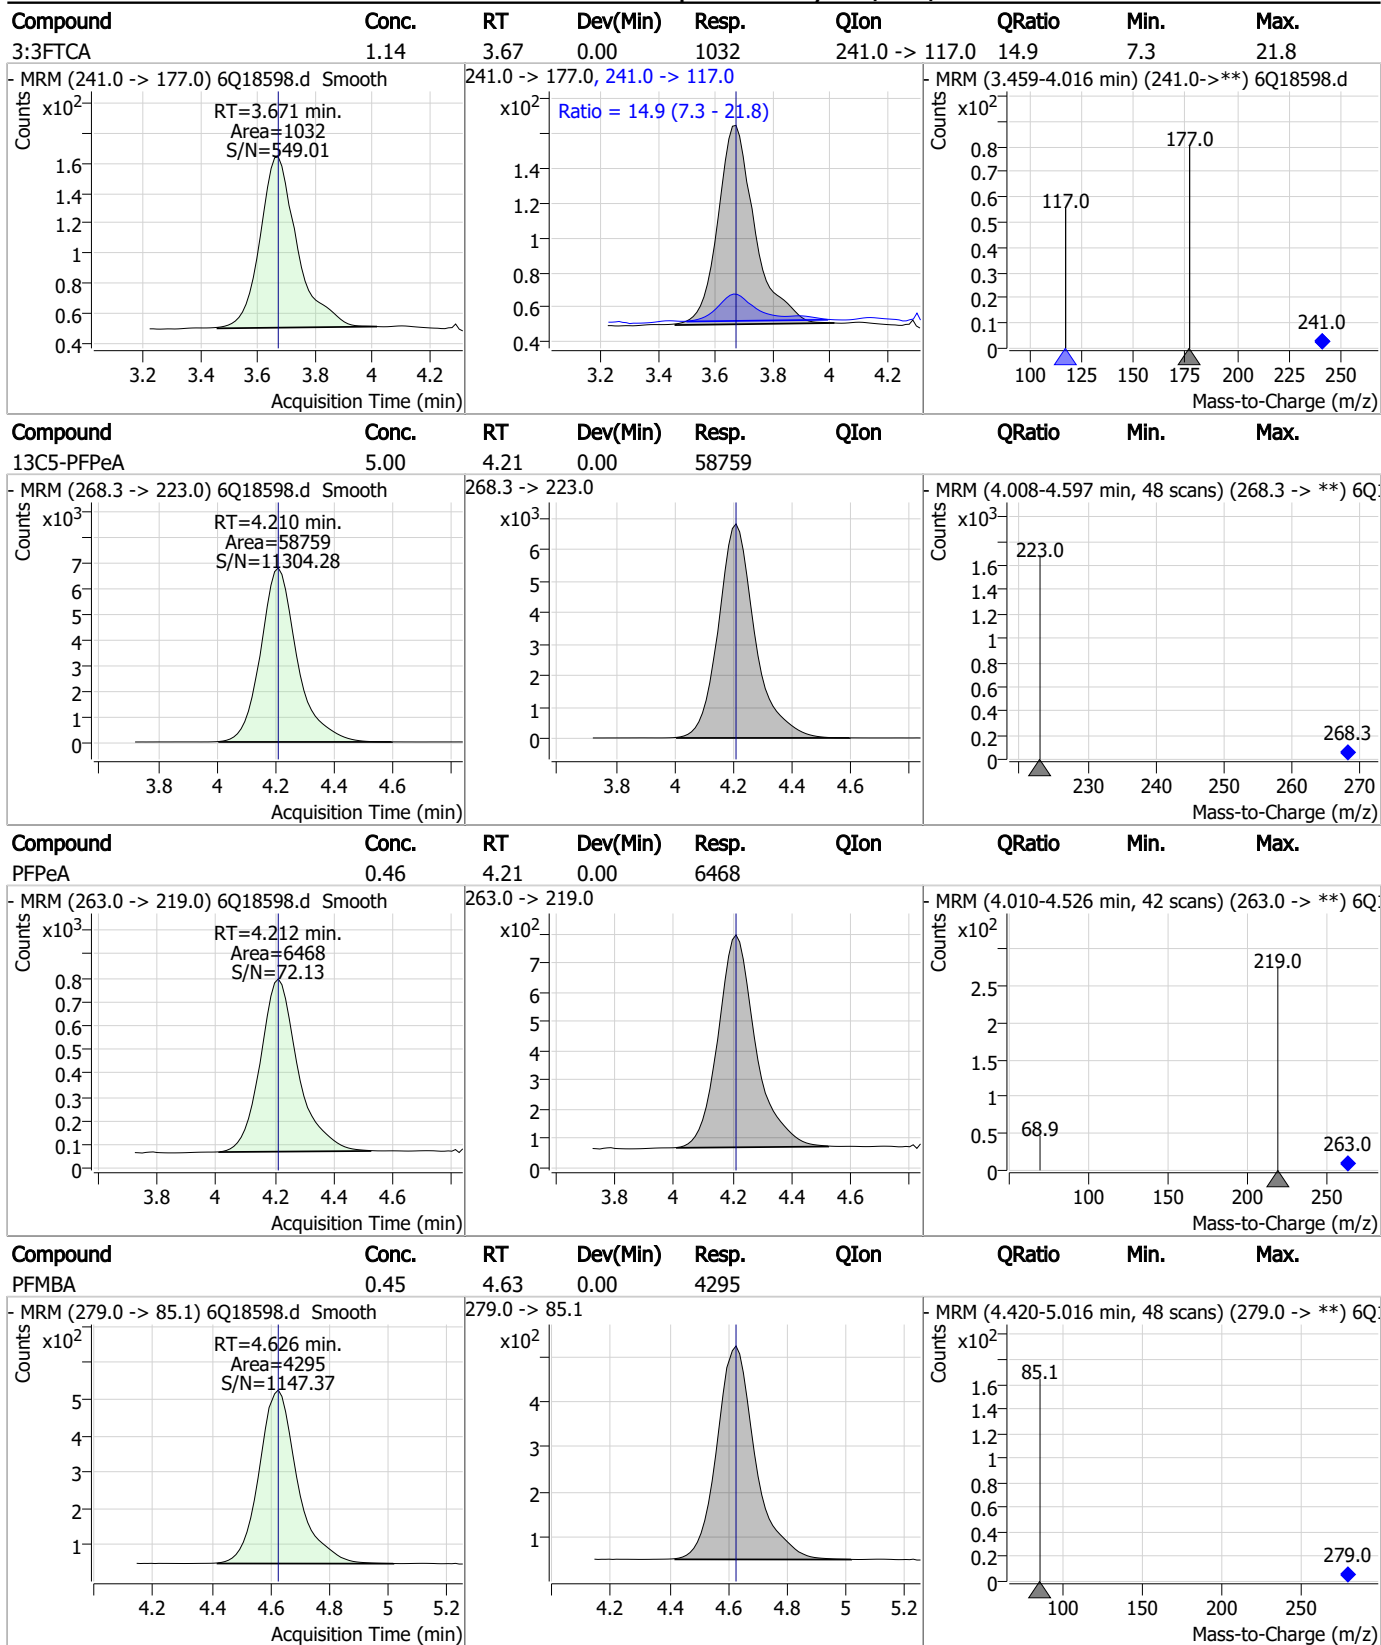 Compound Conc. RT Dev(Min) Resp. QIon QRatio Min. Max.
3:3FTCA 1.14 3.67 0.00 1032 241.0 -> 117.0 14.9 7.3 21.8
- MRM (241.0 -> 177.0) 6Q18598.d Smooth
Counts
x10²
RT=3.671 min.
Area=1032
S/N=549.01
1.6
1.4
1.2
1
0.8
0.6
0.4
3.2 3.4 3.6 3.8 4 4.2
Acquisition Time (min)
241.0 -> 177.0, 241.0 -> 117.0
x10²
Ratio = 14.9 (7.3 - 21.8)
1.4
1.2
1
0.8
0.6
0.4
3.2 3.4 3.6 3.8 4 4.2
- MRM (3.459-4.016 min) (241.0->**) 6Q18598.d
Counts
x10²
0.8
0.7
0.6
0.5
0.4
0.3
0.2
0.1
0
177.0
117.0
241.0
100 125 150 175 200 225 250
Mass-to-Charge (m/z)
Compound Conc. RT Dev(Min) Resp. QIon QRatio Min. Max.
13C5-PFPeA 5.00 4.21 0.00 58759
- MRM (268.3 -> 223.0) 6Q18598.d Smooth
Counts
x10³
RT=4.210 min.
Area=58759
S/N=11304.28
7
6
5
4
3
2
1
0
3.8 4 4.2 4.4 4.6
Acquisition Time (min)
268.3 -> 223.0
x10³
6
5
4
3
2
1
0
3.8 4 4.2 4.4 4.6
- MRM (4.008-4.597 min, 48 scans) (268.3 -> **) 6Q1
Counts
x10³
223.0
1.6
1.4
1.2
1
0.8
0.6
0.4
0.2
0
268.3
230 240 250 260 270
Mass-to-Charge (m/z)
Compound Conc. RT Dev(Min) Resp. QIon QRatio Min. Max.
PFPeA 0.46 4.21 0.00 6468
- MRM (263.0 -> 219.0) 6Q18598.d Smooth
Counts
x10³
RT=4.212 min.
Area=6468
S/N=72.13
0.8
0.7
0.6
0.5
0.4
0.3
0.2
0.1
0
3.8 4 4.2 4.4 4.6
Acquisition Time (min)
263.0 -> 219.0
x10²
7
6
5
4
3
2
1
0
3.8 4 4.2 4.4 4.6
- MRM (4.010-4.526 min, 42 scans) (263.0 -> **) 6Q1
Counts
x10²
219.0
2.5
2
1.5
1
0.5
0
68.9
263.0
100 150 200 250
Mass-to-Charge (m/z)
Compound Conc. RT Dev(Min) Resp. QIon QRatio Min. Max.
PFMBA 0.45 4.63 0.00 4295
- MRM (279.0 -> 85.1) 6Q18598.d Smooth
Counts
x10²
RT=4.626 min.
Area=4295
S/N=1147.37
5
4
3
2
1
4.2 4.4 4.6 4.8 5 5.2
Acquisition Time (min)
279.0 -> 85.1
x10²
4
3
2
1
4.2 4.4 4.6 4.8 5 5.2
- MRM (4.420-5.016 min, 48 scans) (279.0 -> **) 6Q1
Counts
x10²
85.1
1.6
1.4
1.2
1
0.8
0.6
0.4
0.2
0
279.0
100 150 200 250
Mass-to-Charge (m/z)